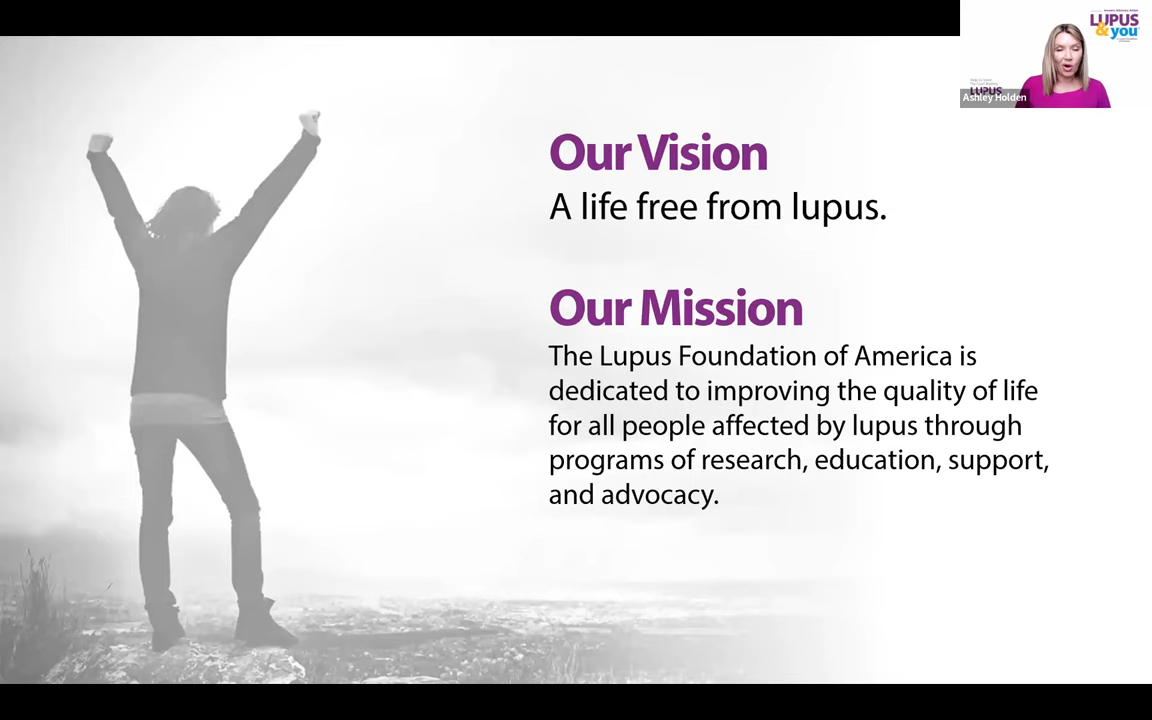 LUPUS
& you
LUPUS
Ashley Holden
Our Vision
A life free from lupus.
Our Mission
The Lupus Foundation of America is
dedicated to improving the quality of life
for all people affected by lupus through
programs of research, education, support,
and advocacy.